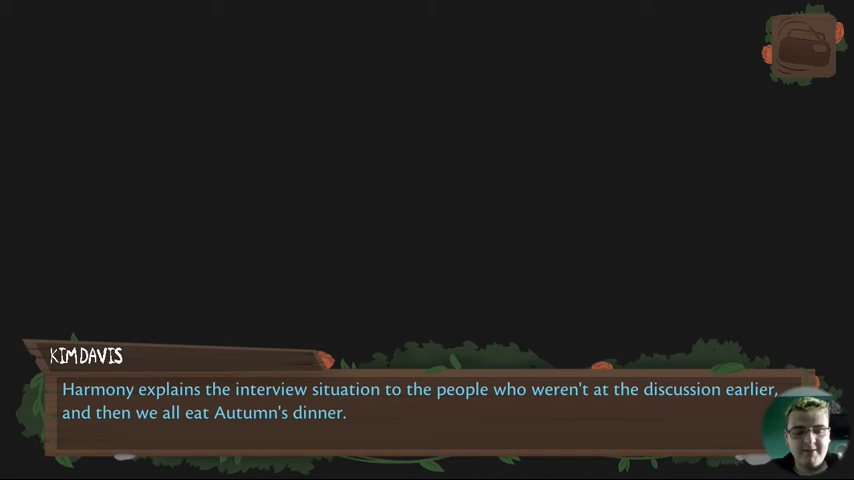 KIM DAVIS
Harmony explains the interview situation to the people who weren't at the discussion earlier,
and then we all eat Autumn's dinner.